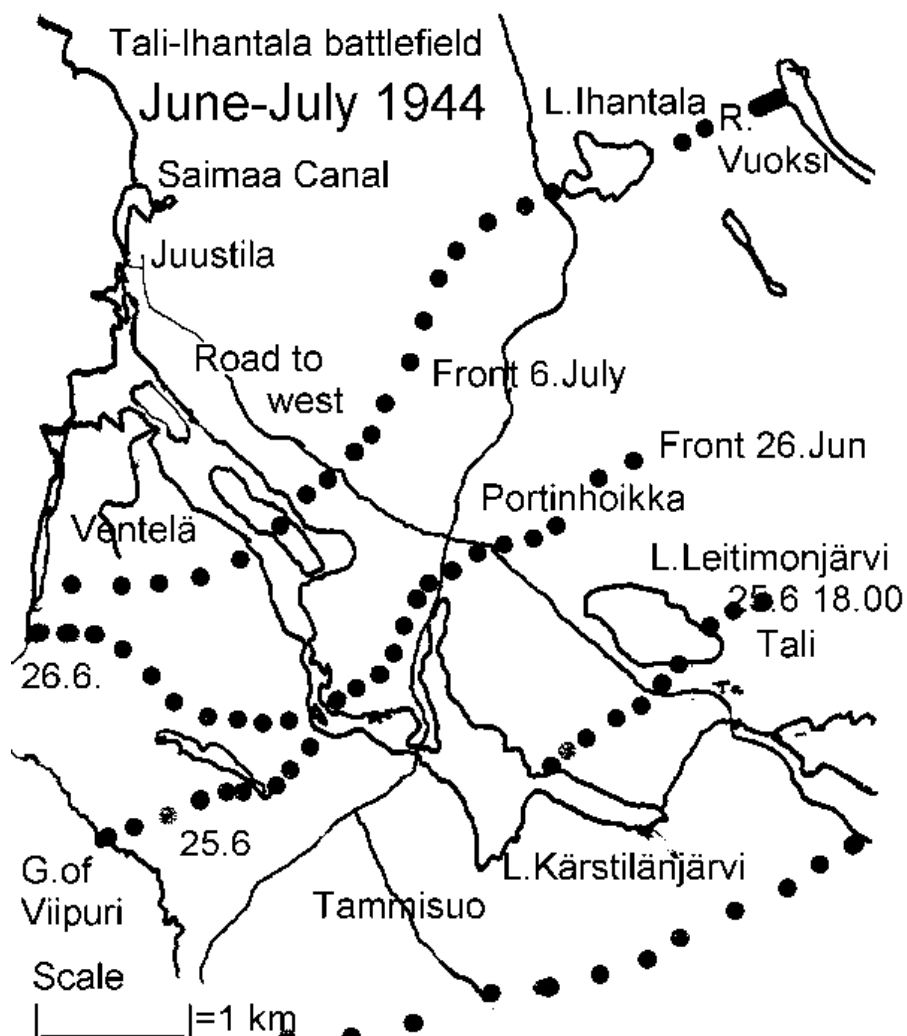 Tali-Ihantala battlefield
June-July 1944
L.Ihantala
R.
Vuoksi
Saimaa Canal
Juustila
Road to
west
Front 6.July
Front 26.Jun
Portinhoikka
Ventelä
L.Leitimonjärvi
25.6 18.00
Tali
26.6.
25.6
G.of
Viipuri
L.Kärstilänjärvi
Tammisuo
Scale
=1 km